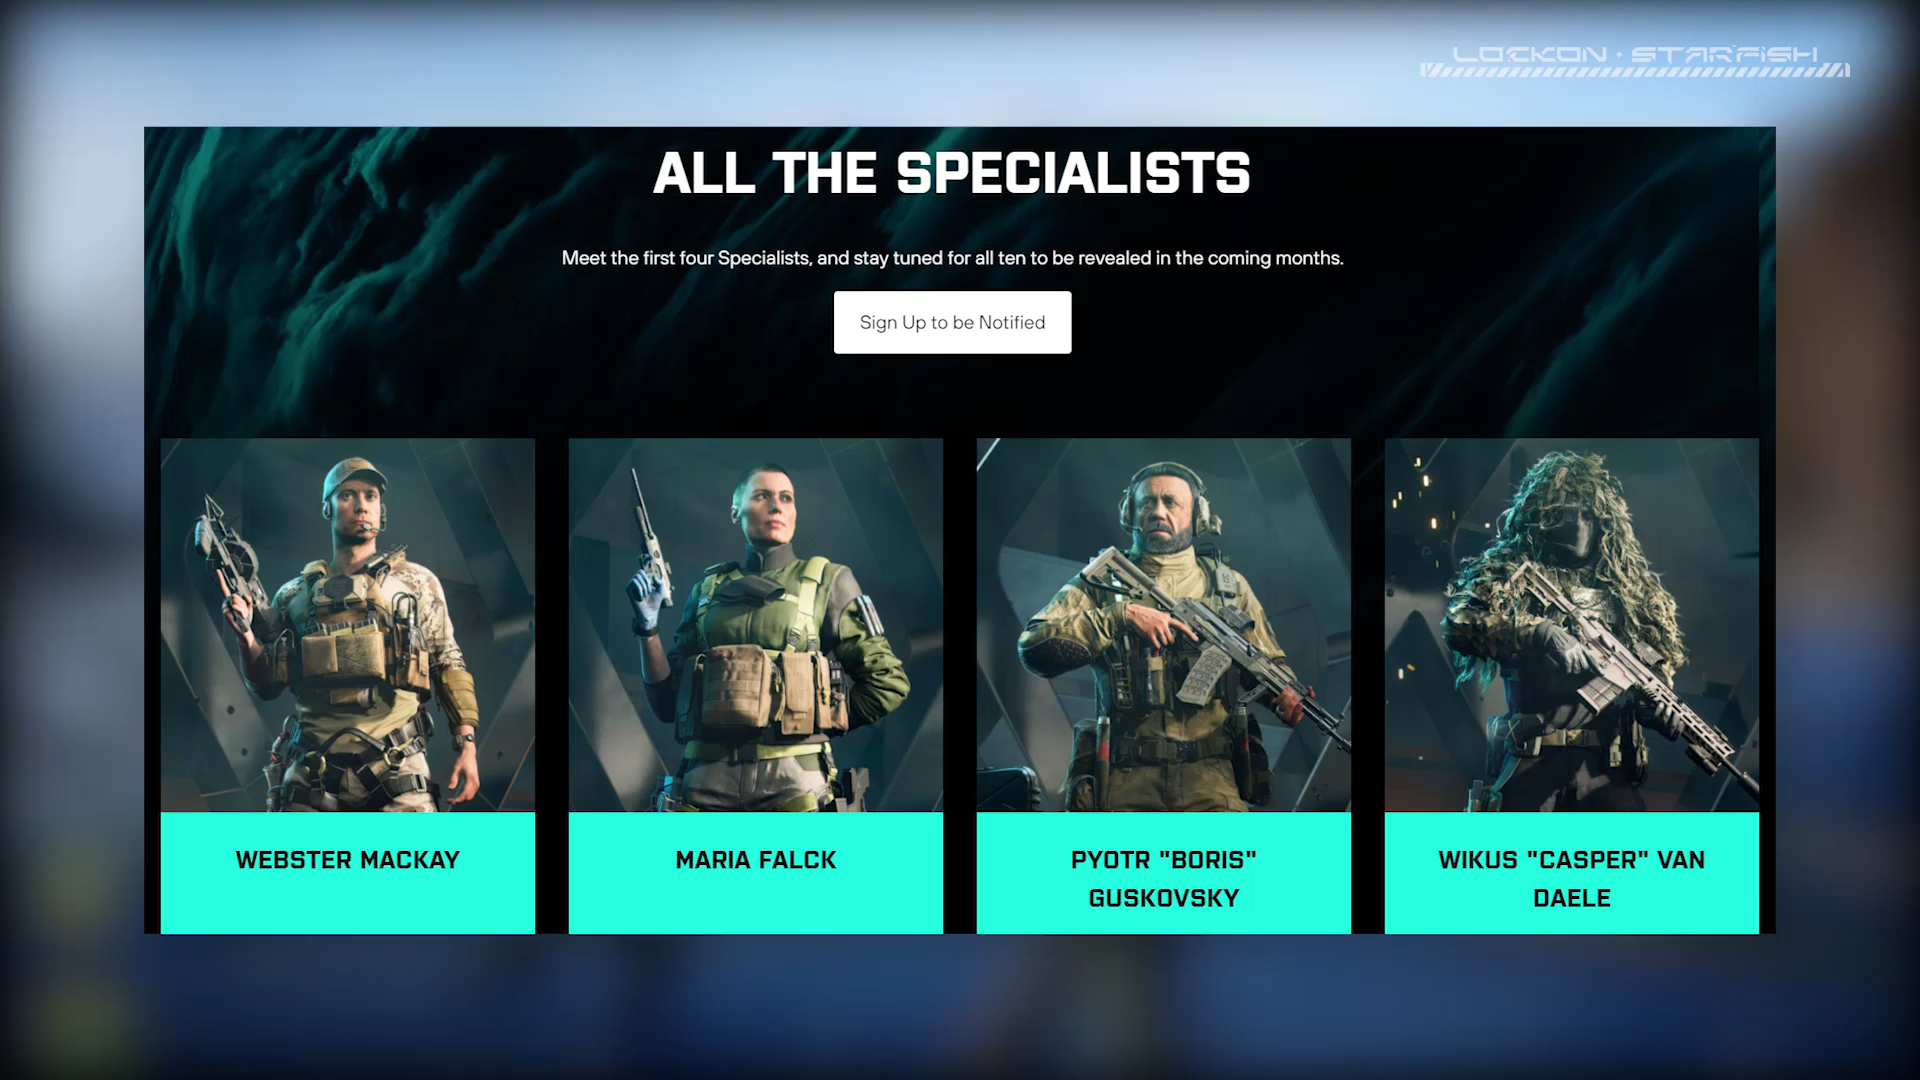 LOCKON · STARFISH
ALL THE SPECIALISTS
Meet the first four Specialists, and stay tuned for all ten to be revealed in the coming months.
Sign Up to be Notified
WEBSTER MACKAY
MARIA FALCK
PYOTR "BORIS"
GUSKOVSKY
WIKUS "CASPER" VAN
DAELE